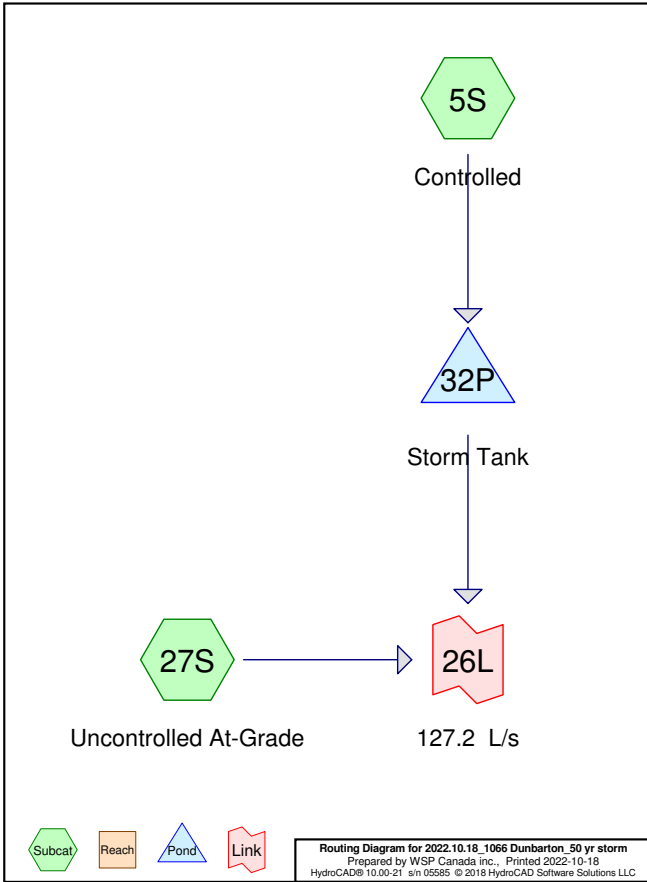 5S
Controlled
32P
Storm Tank
27S
26L
Uncontrolled At-Grade
127.2 L/s
Subcat
Reach
Pond
Link
Routing Diagram for 2022.10.18_1066 Dunbarton_50 yr storm
Prepared by WSP Canada inc., Printed 2022-10-18
HydroCAD® 10.00-21 s/n 05585 © 2018 HydroCAD Software Solutions LLC